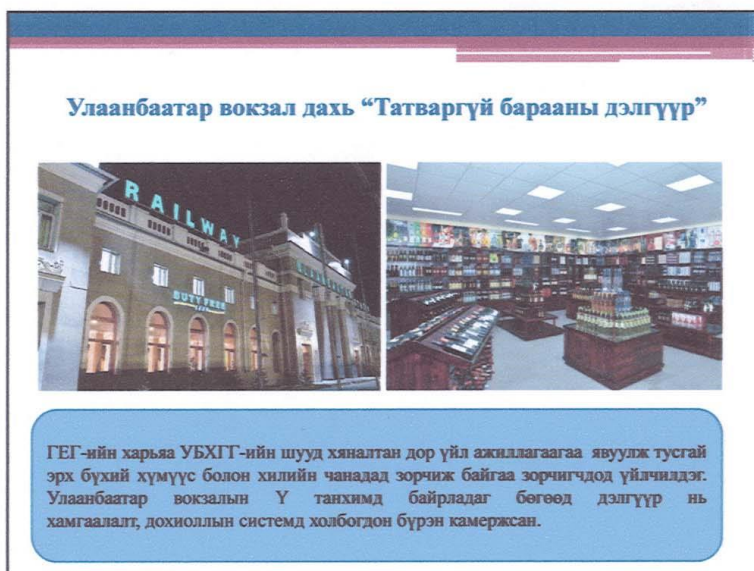 Улаанбаатар вокзал дахь “Татваргүй барааны дэлгүүр”
RAILWAY
DUTY FREE
ГЕГ-ийн харьяа УБХГГ-ийн шууд хяналтан дор үйл ажиллагаагаа явуулж тусгай
эрх бүхий хүмүүс болон хилийн чанадад зорчиж байгаа зорчигчдод үйлчилдэг.
Улаанбаатар вокзалын Ү танхимд байрладаг бөгөөд дэлгүүр нь
хамгаалалт, дохиоллын системд холбогдон бүрэн камержсан.